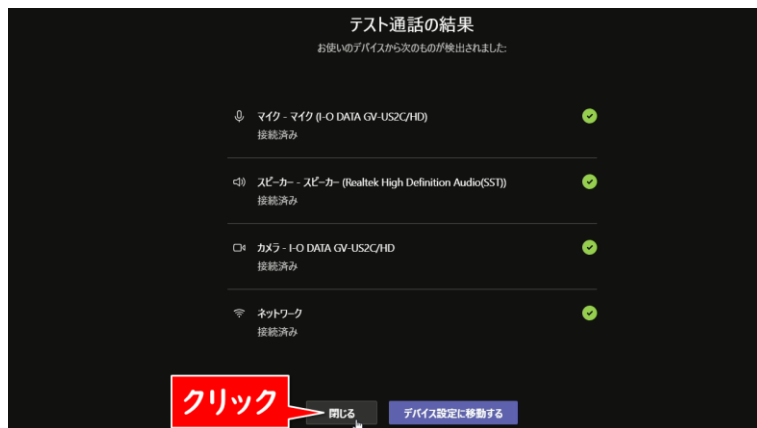 テスト通話の結果
お使いのデバイスから次のものが検出されました:
マイク - マイク (I-O DATA GV-US2C/HD)
接続済み
スピーカー - スピーカー (Realtek High Definition Audio(SST))
接続済み
カメラ - I-O DATA GV-US2C/HD
接続済み
ネットワーク
接続済み
クリック
閉じる
デバイス設定に移動する